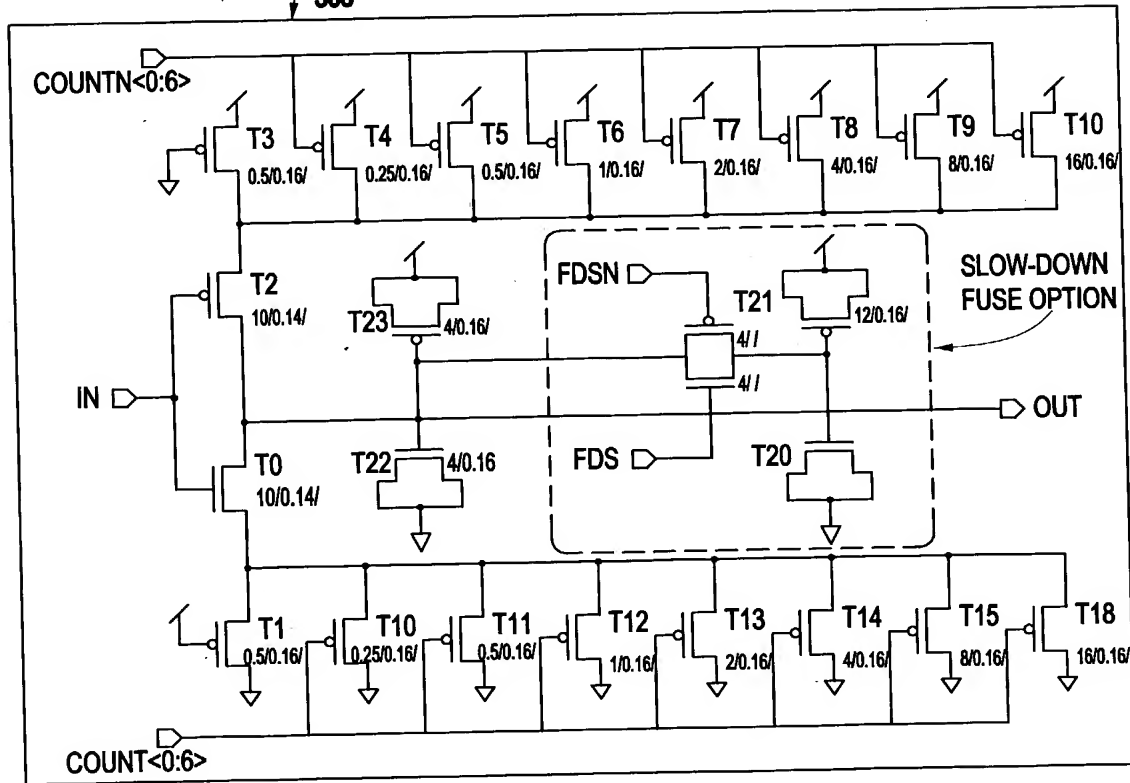 COUNTN<0:6>
T3
0.5/0.16/
T4
0.25/0.16/
T5
0.5/0.16/
T6
1/0.16/
T7
2/0.16/
T8
4/0.16/
T9
8/0.16/
T10
16/0.16/
T2
10/0.14/
T23
4/0.16/
FDSN
T21
12/0.16/
4//
4//
SLOW-DOWN
FUSE OPTION
IN
OUT
T0
10/0.14/
T22
4/0.16
FDS
T20
T1
0.5/0.16/
T10
0.25/0.16/
T11
0.5/0.16/
T12
1/0.16/
T13
2/0.16/
T14
4/0.16/
T15
8/0.16/
T18
16/0.16/
COUNT<0:6>